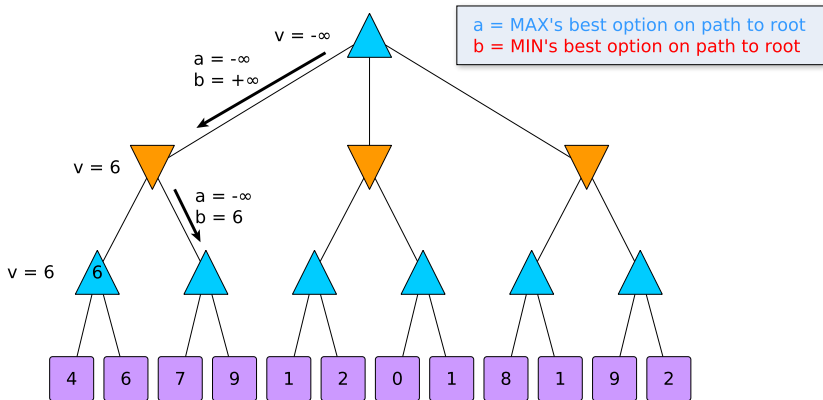 v = -∞
a = MAX's best option on path to root
b = MIN's best option on path to root
a = -∞
b = +∞
v = 6
a = -∞
b = 6
v = 6
6
4 6 7 9 1 2 0 1 8 1 9 2